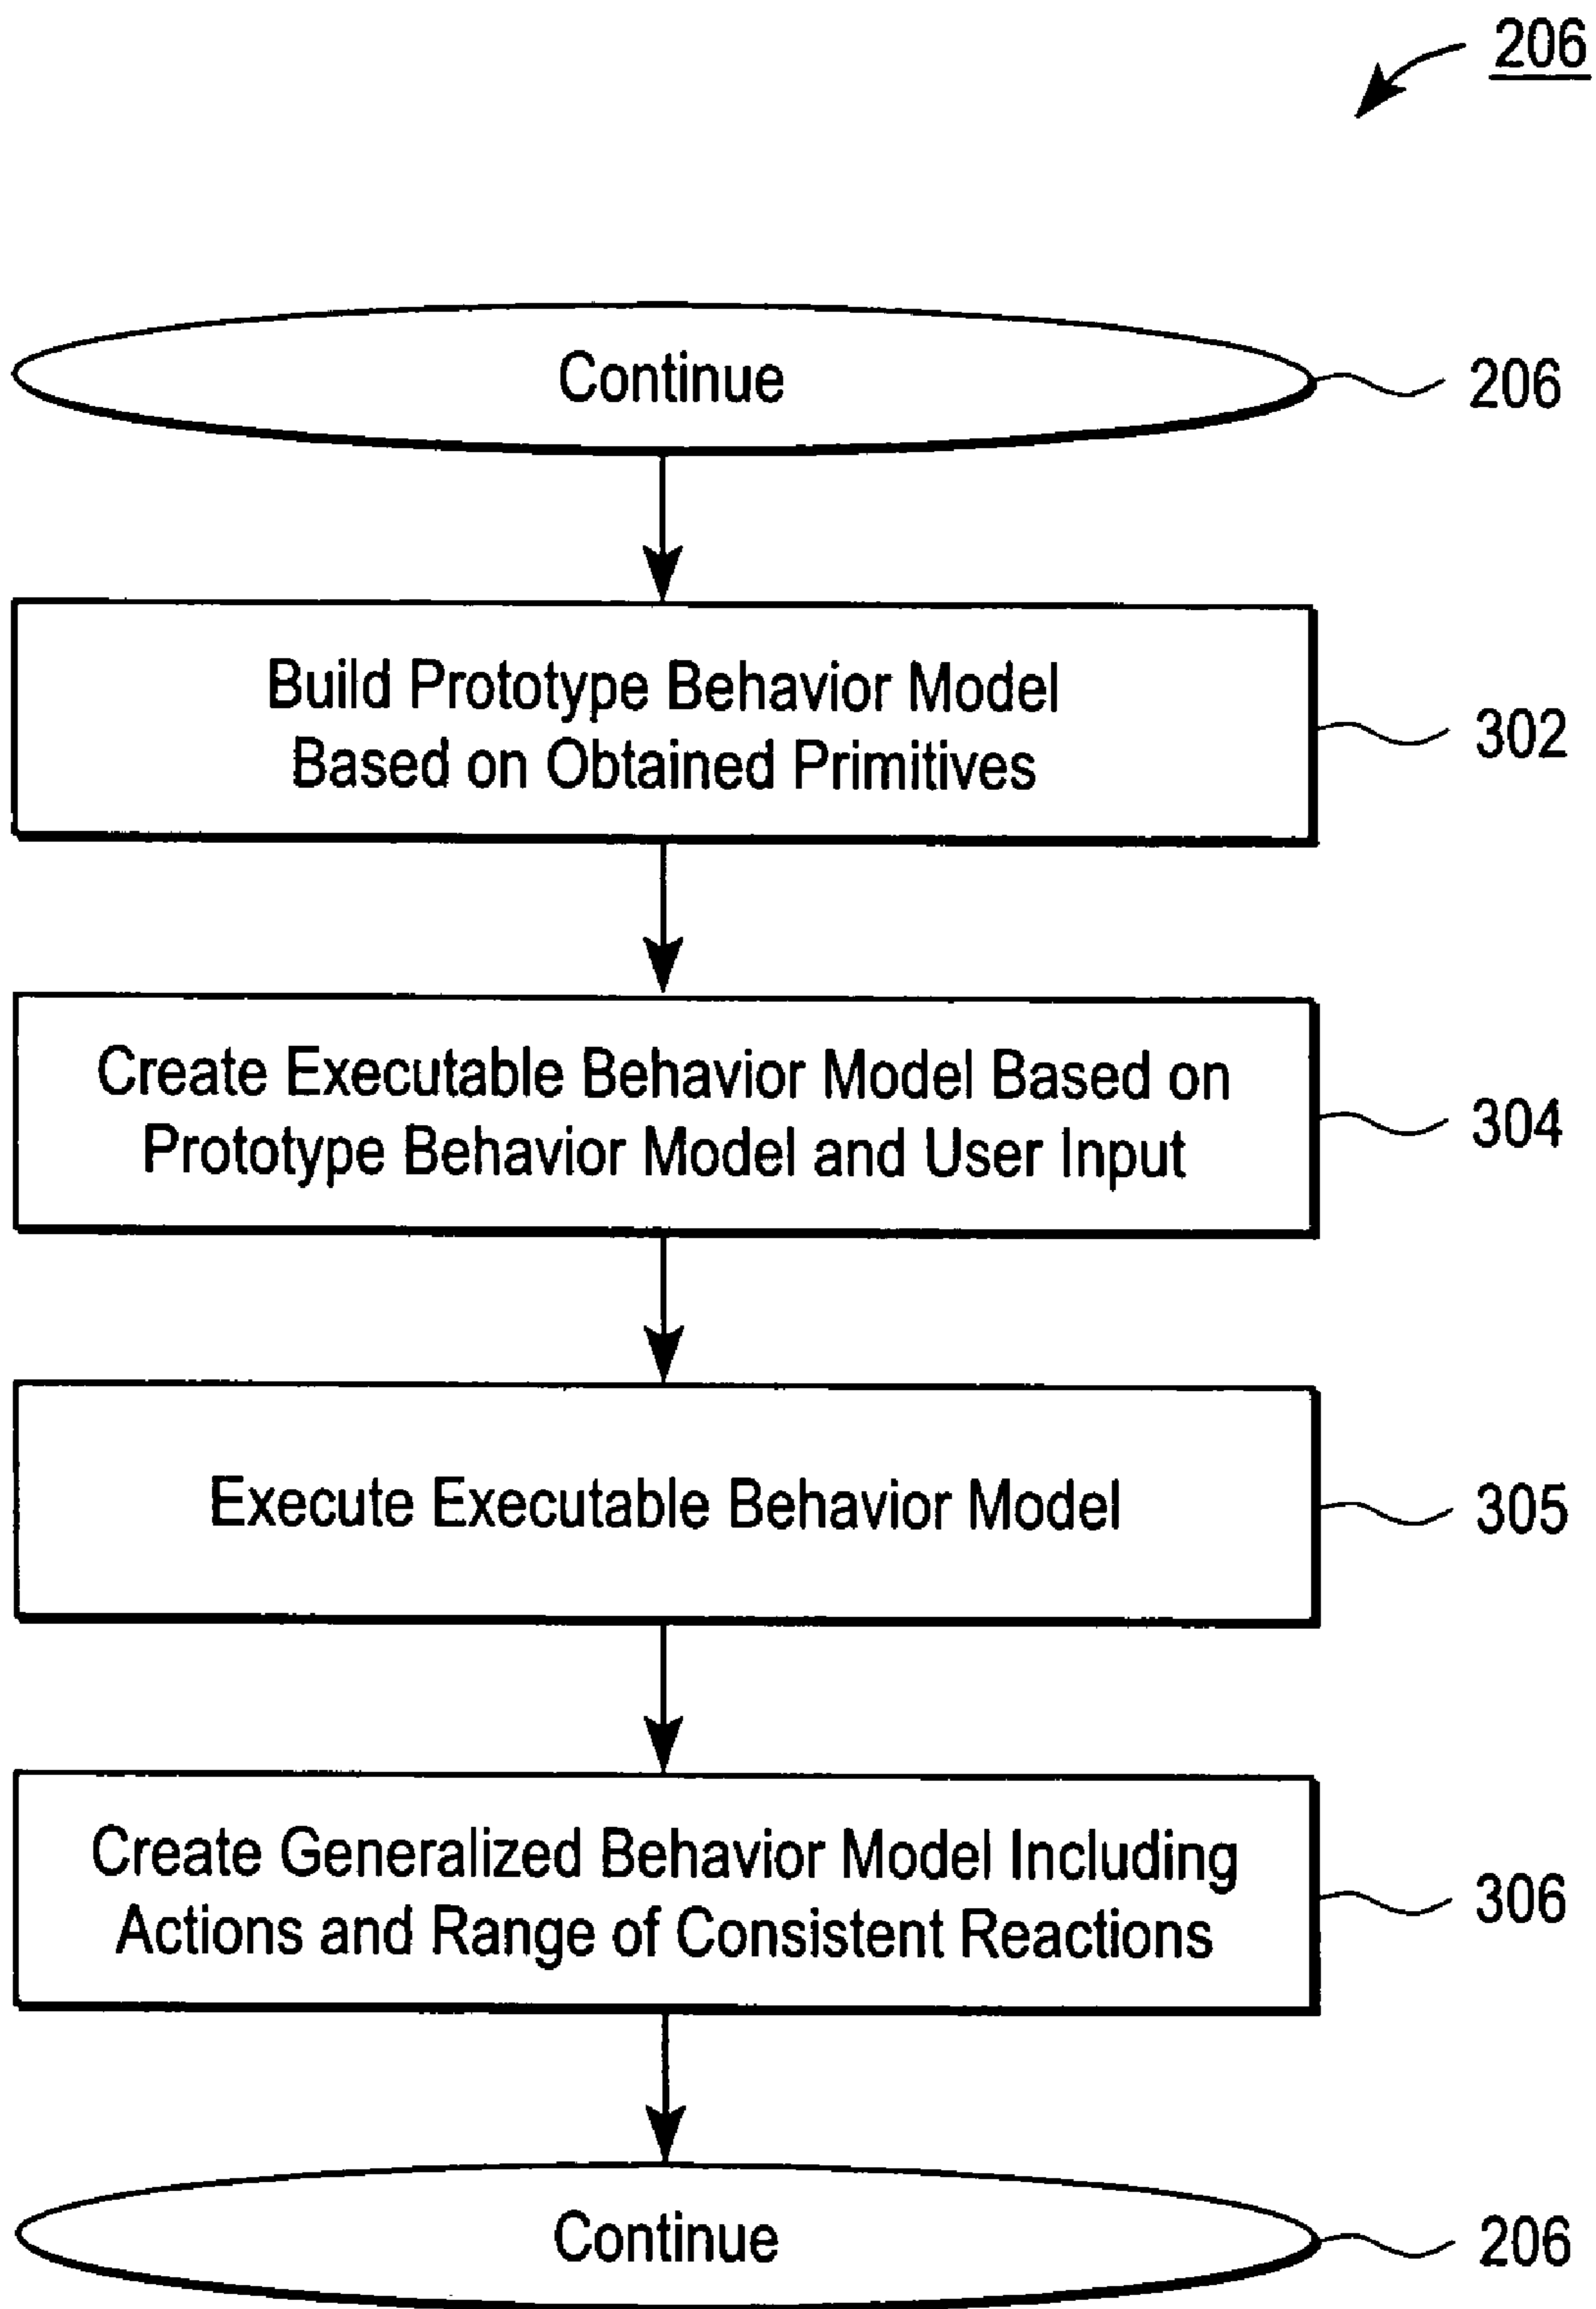 206
Continue
206
Build Prototype Behavior Model
Based on Obtained Primitives
302
Create Executable Behavior Model Based on
Prototype Behavior Model and User Input
304
Execute Executable Behavior Model
305
Create Generalized Behavior Model Including
Actions and Range of Consistent Reactions
306
Continue
206